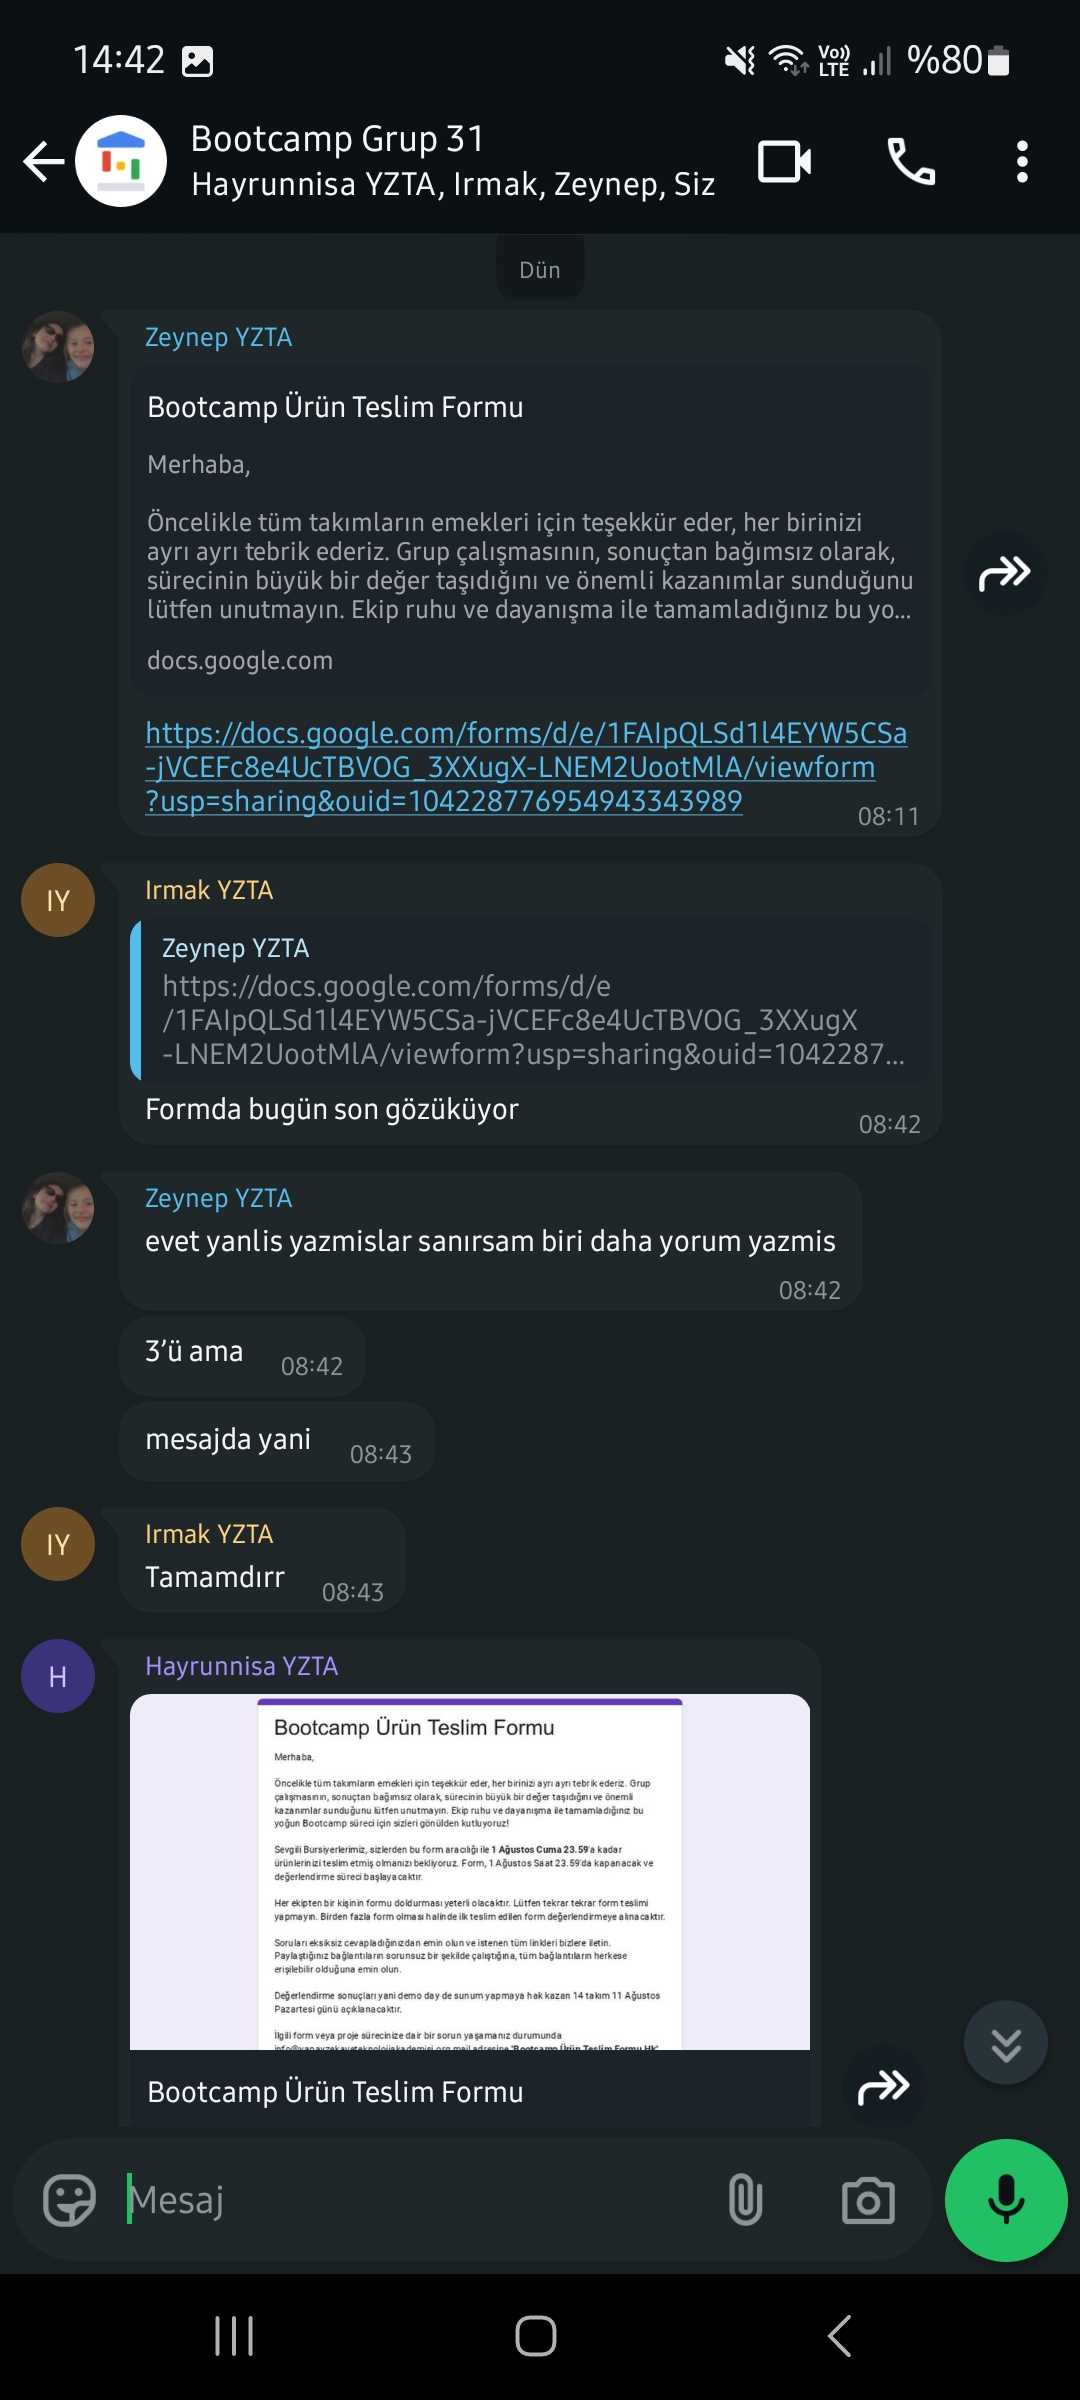 14:42
Vo)) LTE %80
Bootcamp Grup 31
Hayrunnisa YZTA, Irmak, Zeynep, Siz
Dün
Zeynep YZTA
Bootcamp Ürün Teslim Formu
Merhaba,
Öncelikle tüm takımların emekleri için teşekkür eder, her birinizi
ayrı ayrı tebrik ederiz. Grup çalışmasının, sonuçtan bağımsız olarak,
sürecinin büyük bir değer taşıdığını ve önemli kazanımlar sunduğunu
lütfen unutmayın. Ekip ruhu ve dayanışma ile tamamladığınız bu yo...
docs.google.com
https://docs.google.com/forms/d/e/1FAIpQLSd1l4EYW5CSa
-jVCEFc8e4UcTBVOG_3XXugX-LNEM2UootMlA/viewform
?usp=sharing&ouid=104228776954943343989
08:11
IY
Irmak YZTA
Zeynep YZTA
https://docs.google.com/forms/d/e
/1FAIpQLSd1l4EYW5CSa-jVCEFc8e4UcTBVOG_3XXugX
-LNEM2UootMlA/viewform?usp=sharing&ouid=1042287...
Formda bugün son gözüküyor
08:42
Zeynep YZTA
evet yanlis yazmislar sanırsam biri daha yorum yazmis
08:42
3’ü ama 08:42
mesajda yani 08:43
IY
Irmak YZTA
Tamamdırr 08:43
H
Hayrunnisa YZTA
Bootcamp Ürün Teslim Formu
Merhaba,
Öncelikle tüm takımların emekleri için teşekkür eder, her birinizi ayrı ayrı tebrik ederiz. Grup
çalışmasının, sonuçtan bağımsız olarak, sürecinin büyük bir değer taşıdığını ve önemli
kazanımlar sunduğunu lütfen unutmayın. Ekip ruhu ve dayanışma ile tamamladığınız bu
yoğun Bootcamp süreci için sizleri gönülden kutluyoruz!
Sevgili Bursiyerlerimiz, sizlerden bu form aracılığı ile 1 Ağustos Cuma 23.59'a kadar
ürünlerinizi teslim etmiş olmanızı bekliyoruz. Form, 1 Ağustos Saat 23.59'da kapanacak ve
değerlendirme süreci başlayacaktır.
Her ekipten bir kişinin formu doldurması yeterli olacaktır. Lütfen tekrar tekrar form teslimi
yapmayın. Birden fazla form olması halinde ilk teslim edilen form değerlendirmeye alınacaktır.
Soruları eksiksiz cevapladığınızdan emin olun ve istenen tüm linkleri bizlere iletin.
Paylaştığınız bağlantıların sorunsuz bir şekilde çalıştığına, tüm bağlantıların herkese
erişilebilir olduğuna emin olun.
Değerlendirme sonuçları yani demo day de sunum yapmaya hak kazan 14 takım 11 Ağustos
Pazartesi günü açıklanacaktır.
İlgili form veya proje sürecinize dair bir sorun yaşamanız durumunda
info@yapayzekaveteknolojiakademisi.org mail adresine "Bootcamp Ürün Teslim Formu Hk"
Bootcamp Ürün Teslim Formu
Mesaj